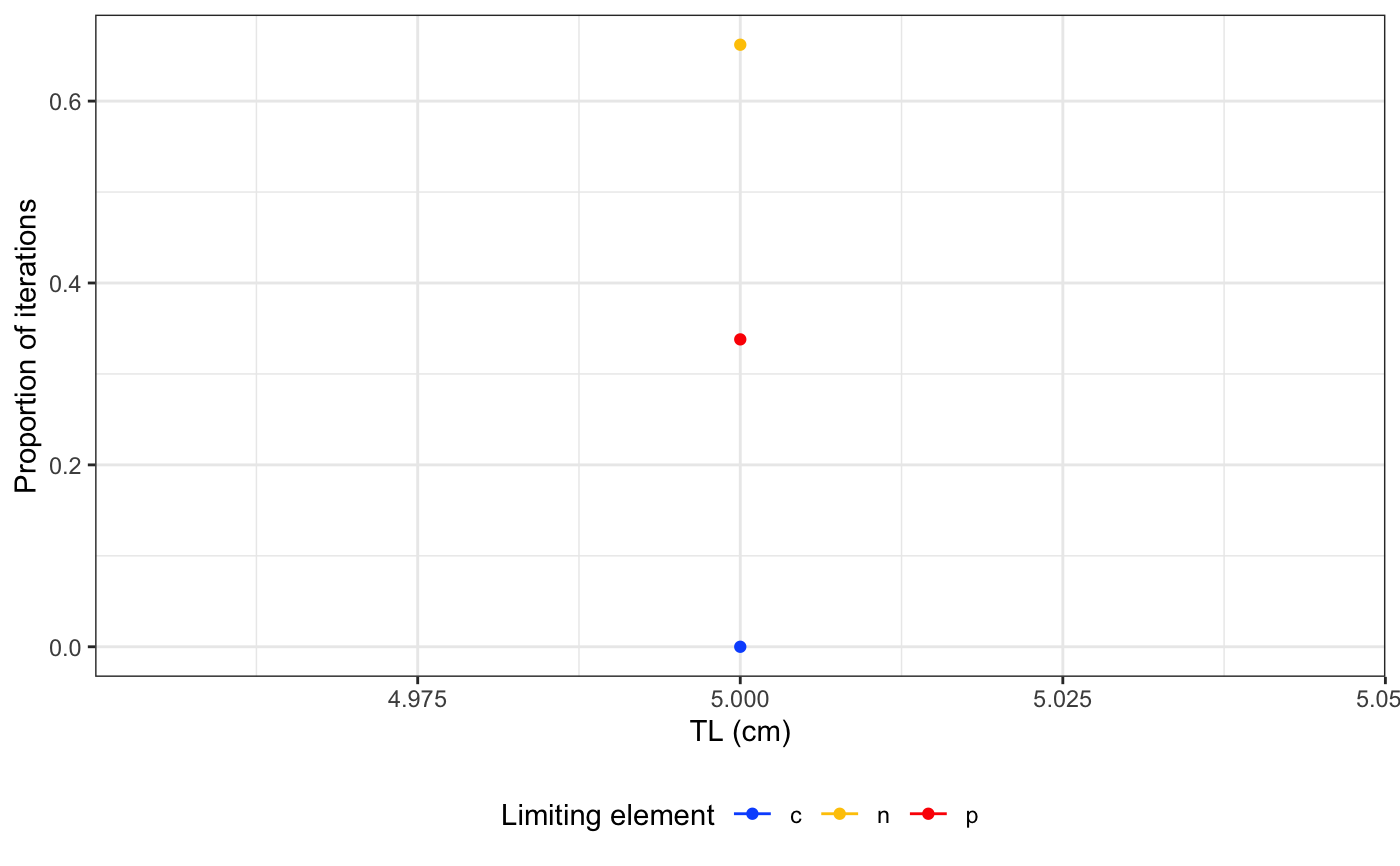 Proportion of iterations
0.6
0.4
0.2
0.0
4.975 5.000 5.025 5.05
TL (cm)
Limiting element c n p